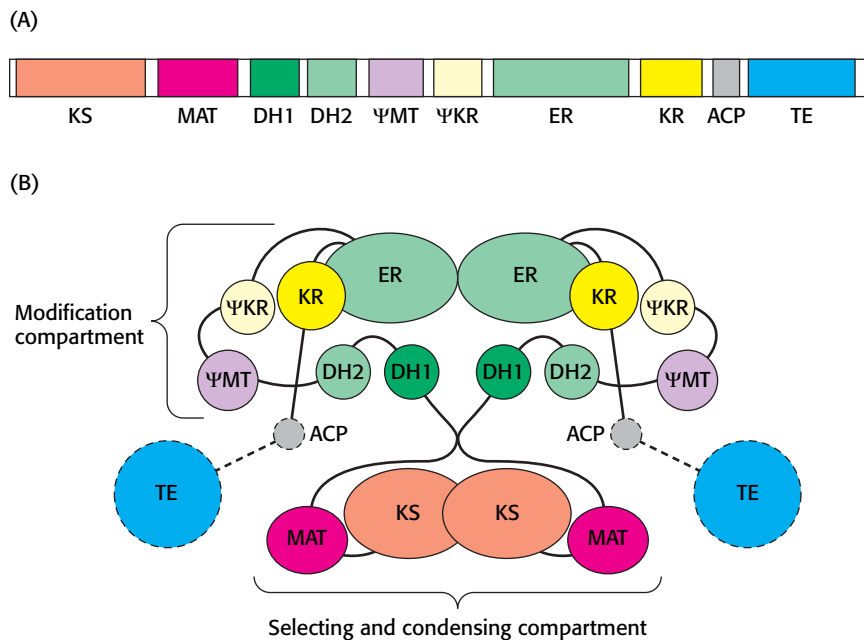 (A)
KS MAT DH1 DH2 ΨMT ΨKR ER KR ACP TE
(B)
ER ER
KR KR
ΨKR ΨKR
Modification
compartment
ΨMT DH2 DH1 DH1 DH2 ΨMT
ACP ACP
TE TE
KS KS
MAT MAT
Selecting and condensing compartment